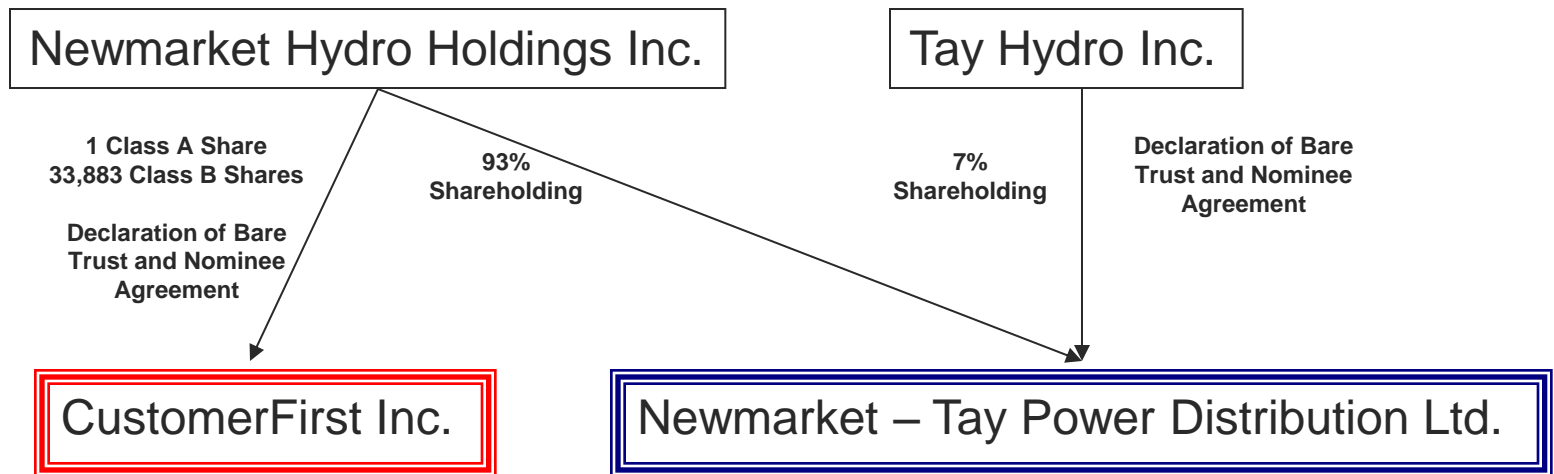 Newmarket Hydro Holdings Inc.
Tay Hydro Inc.
1 Class A Share
33,883 Class B Shares
Declaration of Bare
Trust and Nominee
Agreement
93%
Shareholding
7%
Shareholding
Declaration of Bare
Trust and Nominee
Agreement
CustomerFirst Inc.
Newmarket – Tay Power Distribution Ltd.